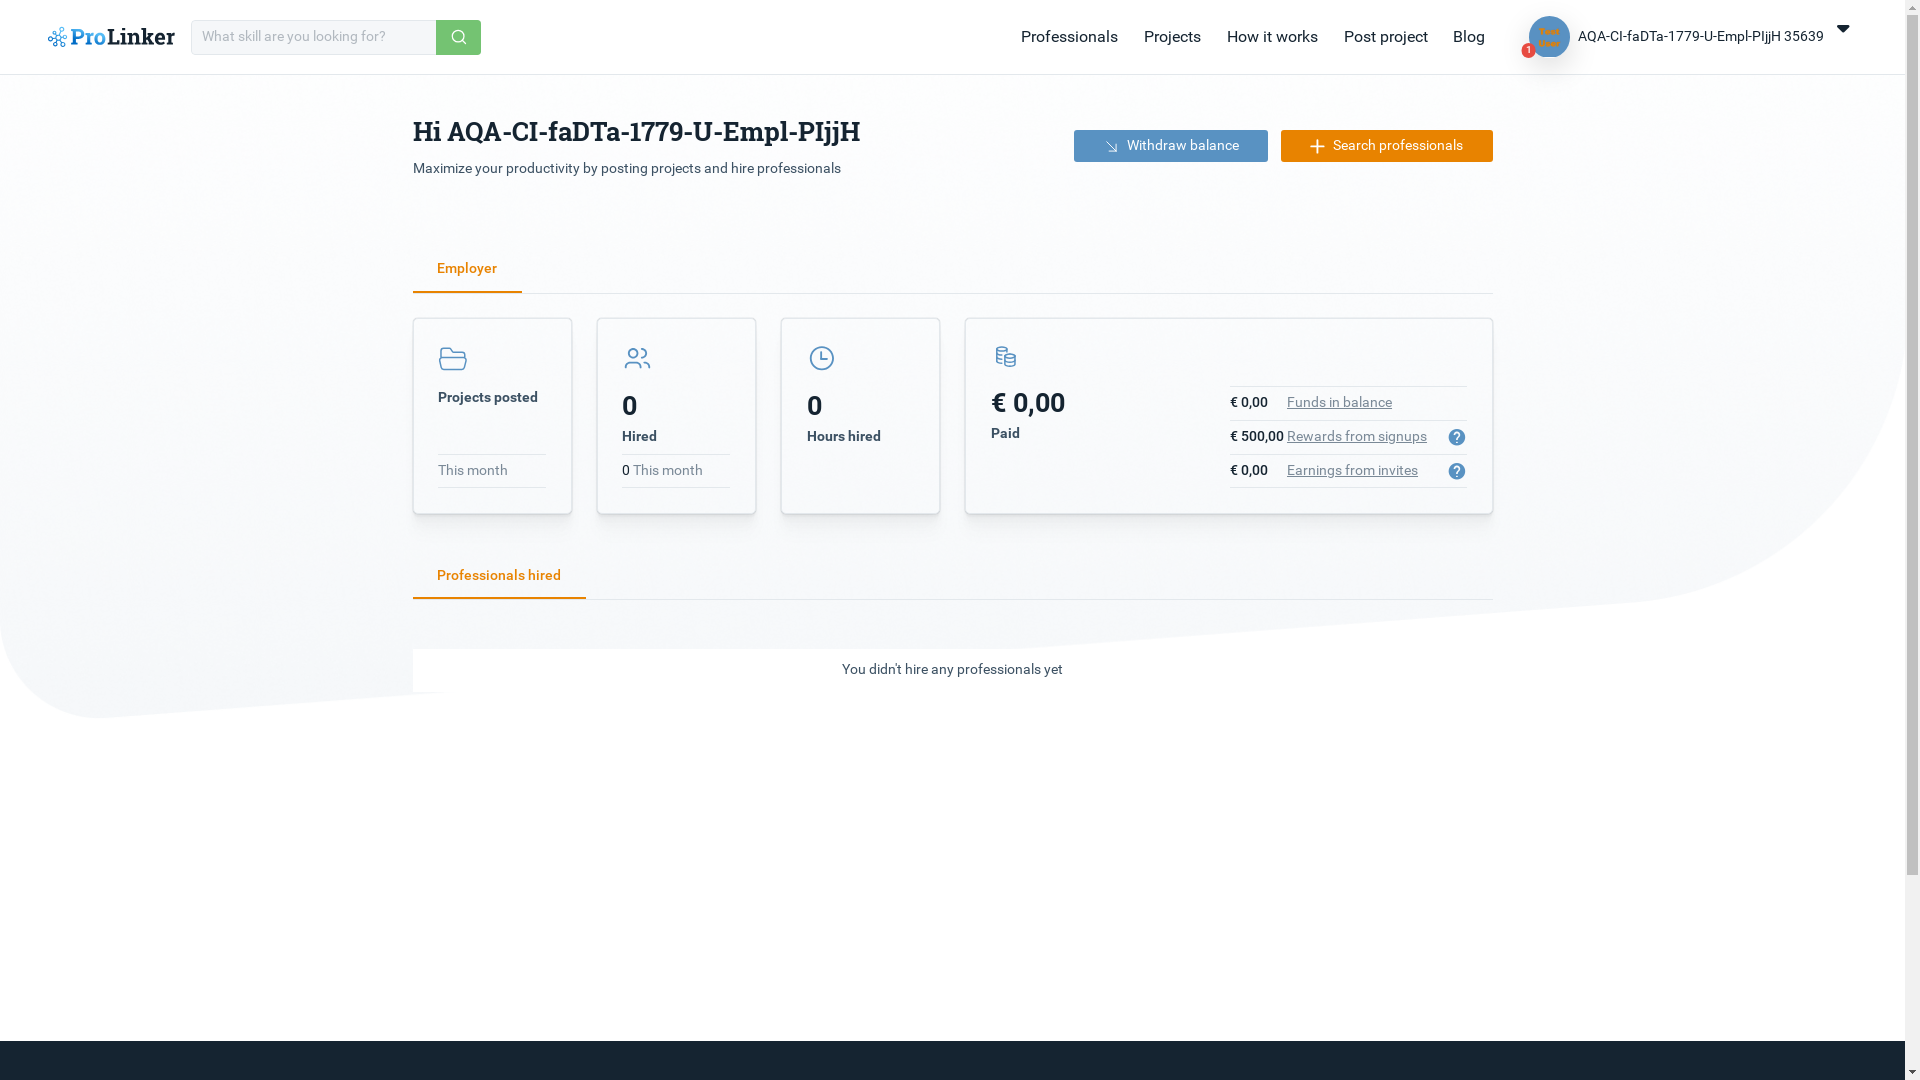 ProLinker
What skill are you looking for?
Professionals
Projects
How it works
Post project
Blog
1
AQA-CI-faDTa-1779-U-Empl-PIjjH 35639
Hi AQA-CI-faDTa-1779-U-Empl-PIjjH
Maximize your productivity by posting projects and hire professionals
Withdraw balance
Search professionals
Employer
Projects posted
This month
0
Hired
0 This month
0
Hours hired
€ 0,00
Paid
€ 0,00 Funds in balance
€ 500,00 Rewards from signups ?
€ 0,00 Earnings from invites ?
Professionals hired
You didn't hire any professionals yet